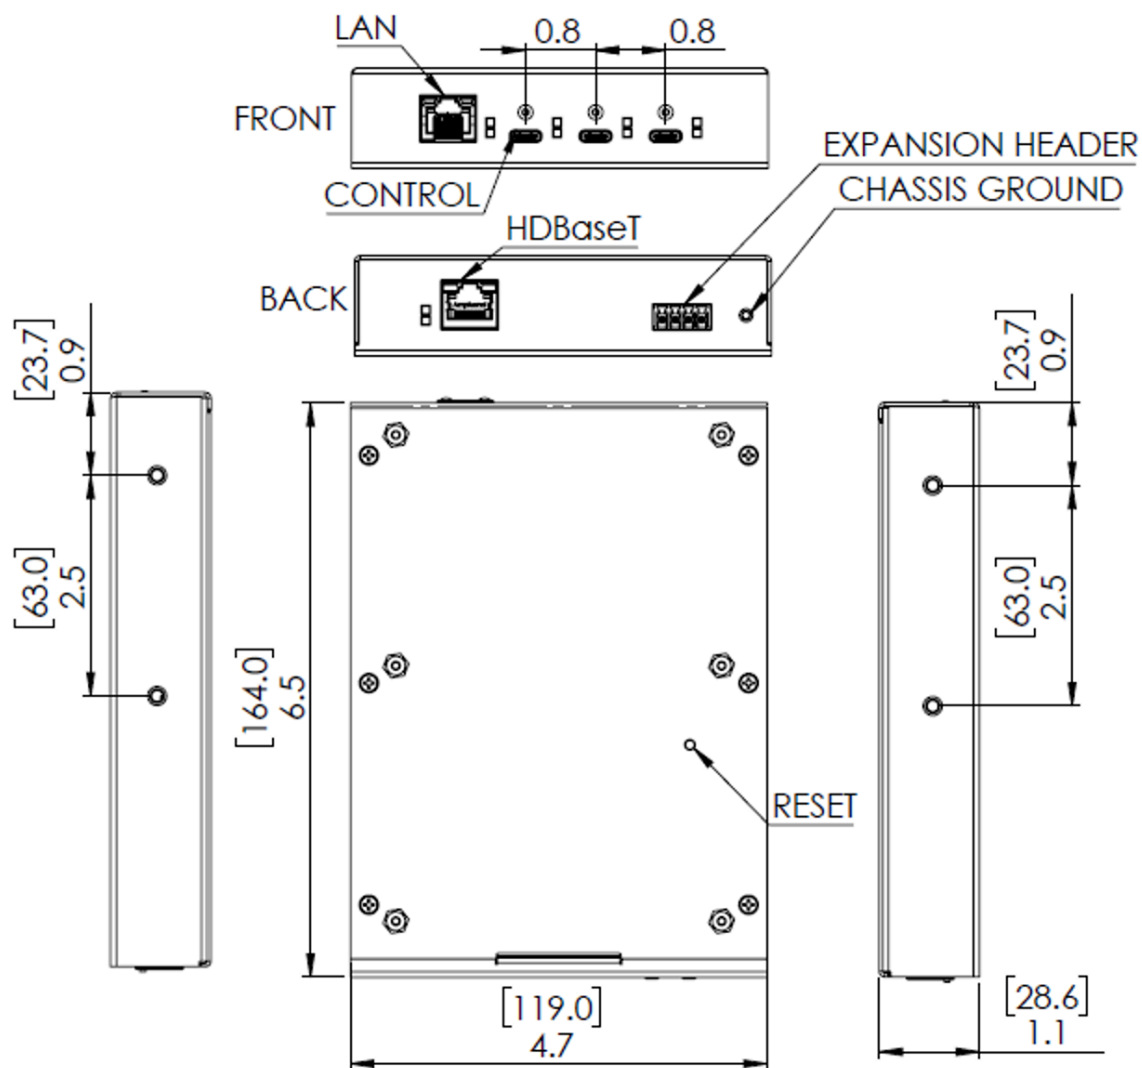 LAN
0.8
0.8
FRONT
EXPANSION HEADER
CONTROL
CHASSIS GROUND
HDBaseT
BACK
[23.7]
0.9
[23.7]
0.9
[63.0]
2.5
[63.0]
2.5
[164.0]
6.5
RESET
[119.0]
4.7
[28.6]
1.1